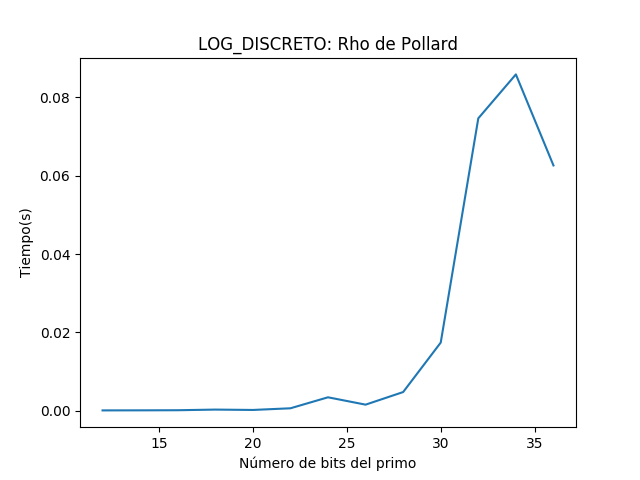 LOG_DISCRETO: Rho de Pollard
0.08
0.06
0.04
0.02
0.00
Tiempo(s)
15 20 25 30 35
Número de bits del primo